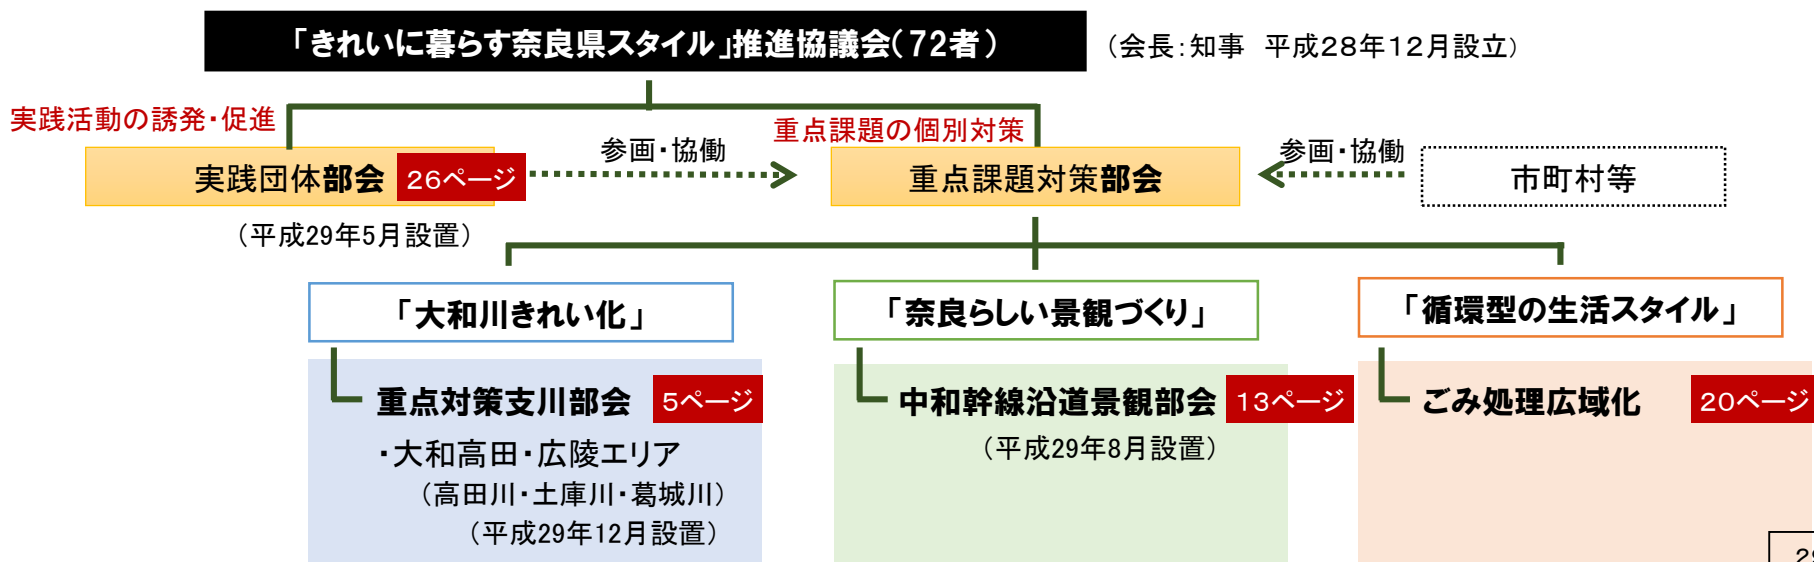 「きれいに暮らす奈良県スタイル」推進協議会(72者)
(会長:知事 平成28年12月設立)
実践活動の誘発・促進
重点課題の個別対策
実践団体部会
26ページ
参画・協働
重点課題対策部会
参画・協働
市町村等
(平成29年5月設置)
「大和川きれい化」
「奈良らしい景観づくり」
「循環型の生活スタイル」
重点対策支川部会
5ページ
・大和高田・広陵エリア
(高田川・土庫川・葛城川)
(平成29年12月設置)
中和幹線沿道景観部会
13ページ
(平成29年8月設置)
ごみ処理広域化
20ページ